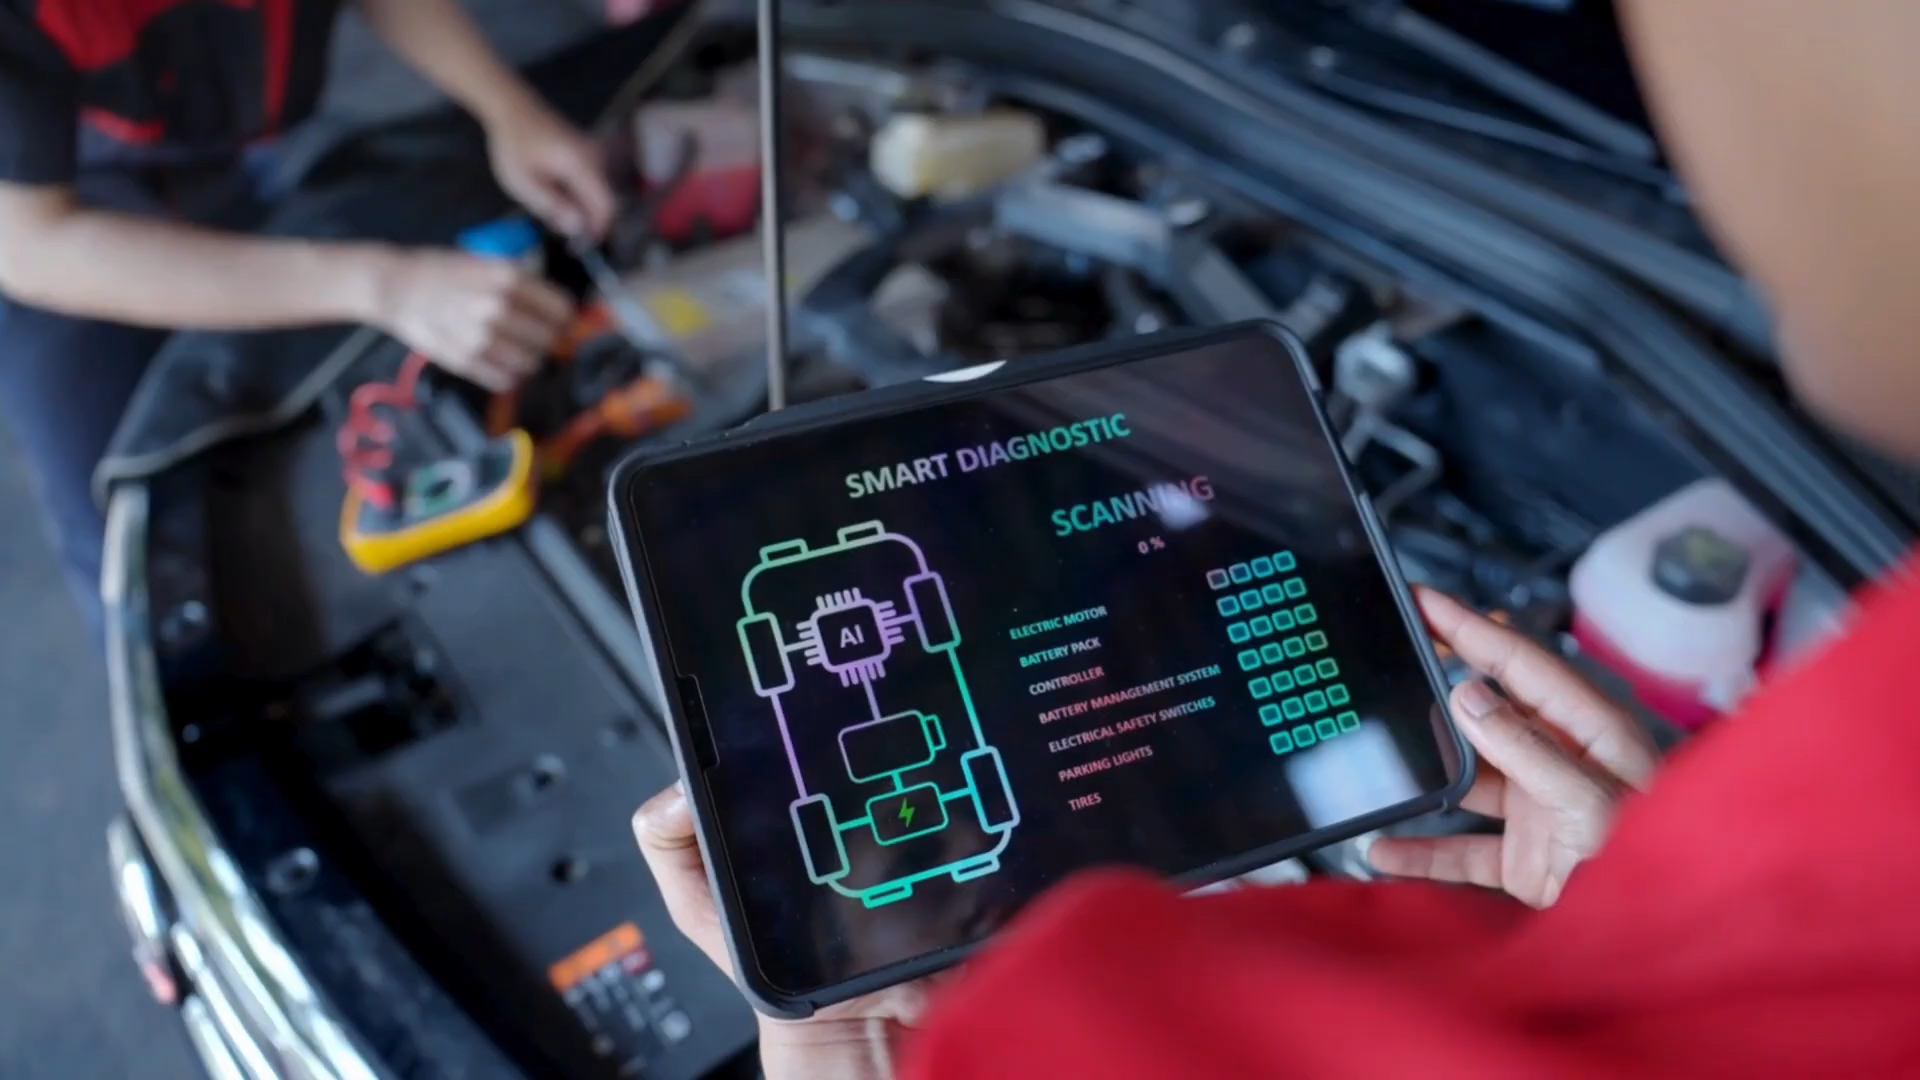 SMART DIAGNOSTIC
SCANNING
0 %
AI
ELECTRIC MOTOR
BATTERY PACK
CONTROLLER
BATTERY MANAGEMENT SYSTEM
ELECTRICAL SAFETY SWITCHES
PARKING LIGHTS
TIRES